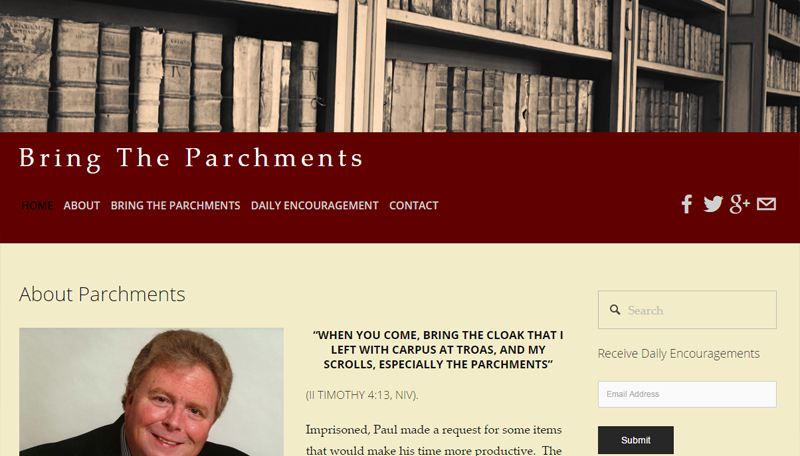 Bring The Parchments
HOME ABOUT BRING THE PARCHMENTS DAILY ENCOURAGEMENT CONTACT
About Parchments
“WHEN YOU COME, BRING THE CLOAK THAT I
LEFT WITH CARPUS AT TROAS, AND MY
SCROLLS, ESPECIALLY THE PARCHMENTS”
(II TIMOTHY 4:13, NIV).
Imprisoned, Paul made a request for some items
that would make his time more productive. The
Search
Receive Daily Encouragements
Email Address
Submit